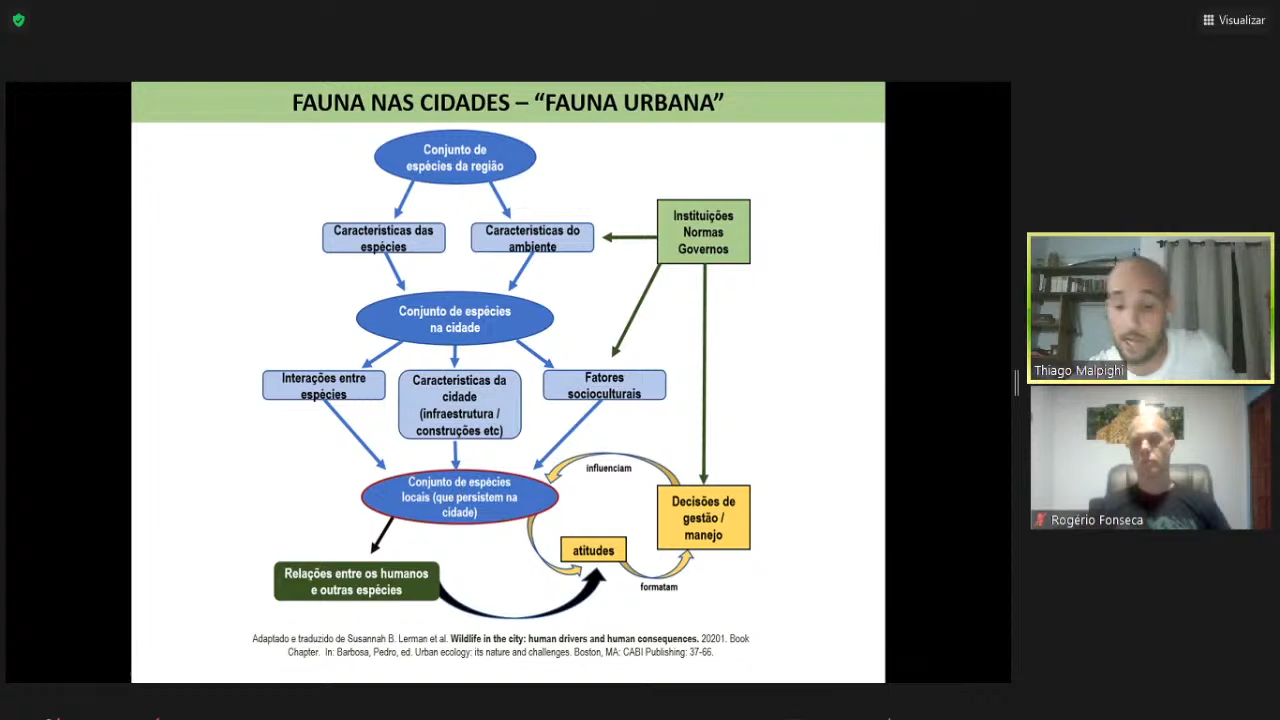 Visualizar
FAUNA NAS CIDADES – “FAUNA URBANA”
Conjunto de
espécies da região
Características das
espécies
Características do
ambiente
Instituições
Normas
Governos
Conjunto de espécies
na cidade
Interações entre
espécies
Características da
cidade
(infraestrutura /
construções etc)
Fatores
socioculturais
Conjunto de espécies
locais (que persistem na
cidade)
influenciam
Decisões de
gestão /
manejo
atitudes
formatam
Relações entre os humanos
e outras espécies
Adaptado e traduzido de Susannah B. Lerman et al. Wildlife in the city: human drivers and human consequences. 20201. Book
Chapter. In: Barbosa, Pedro, ed. Urban ecology: its nature and challenges. Boston, MA: CABI Publishing: 37-66.
Thiago Malpighi
Rogério Fonseca